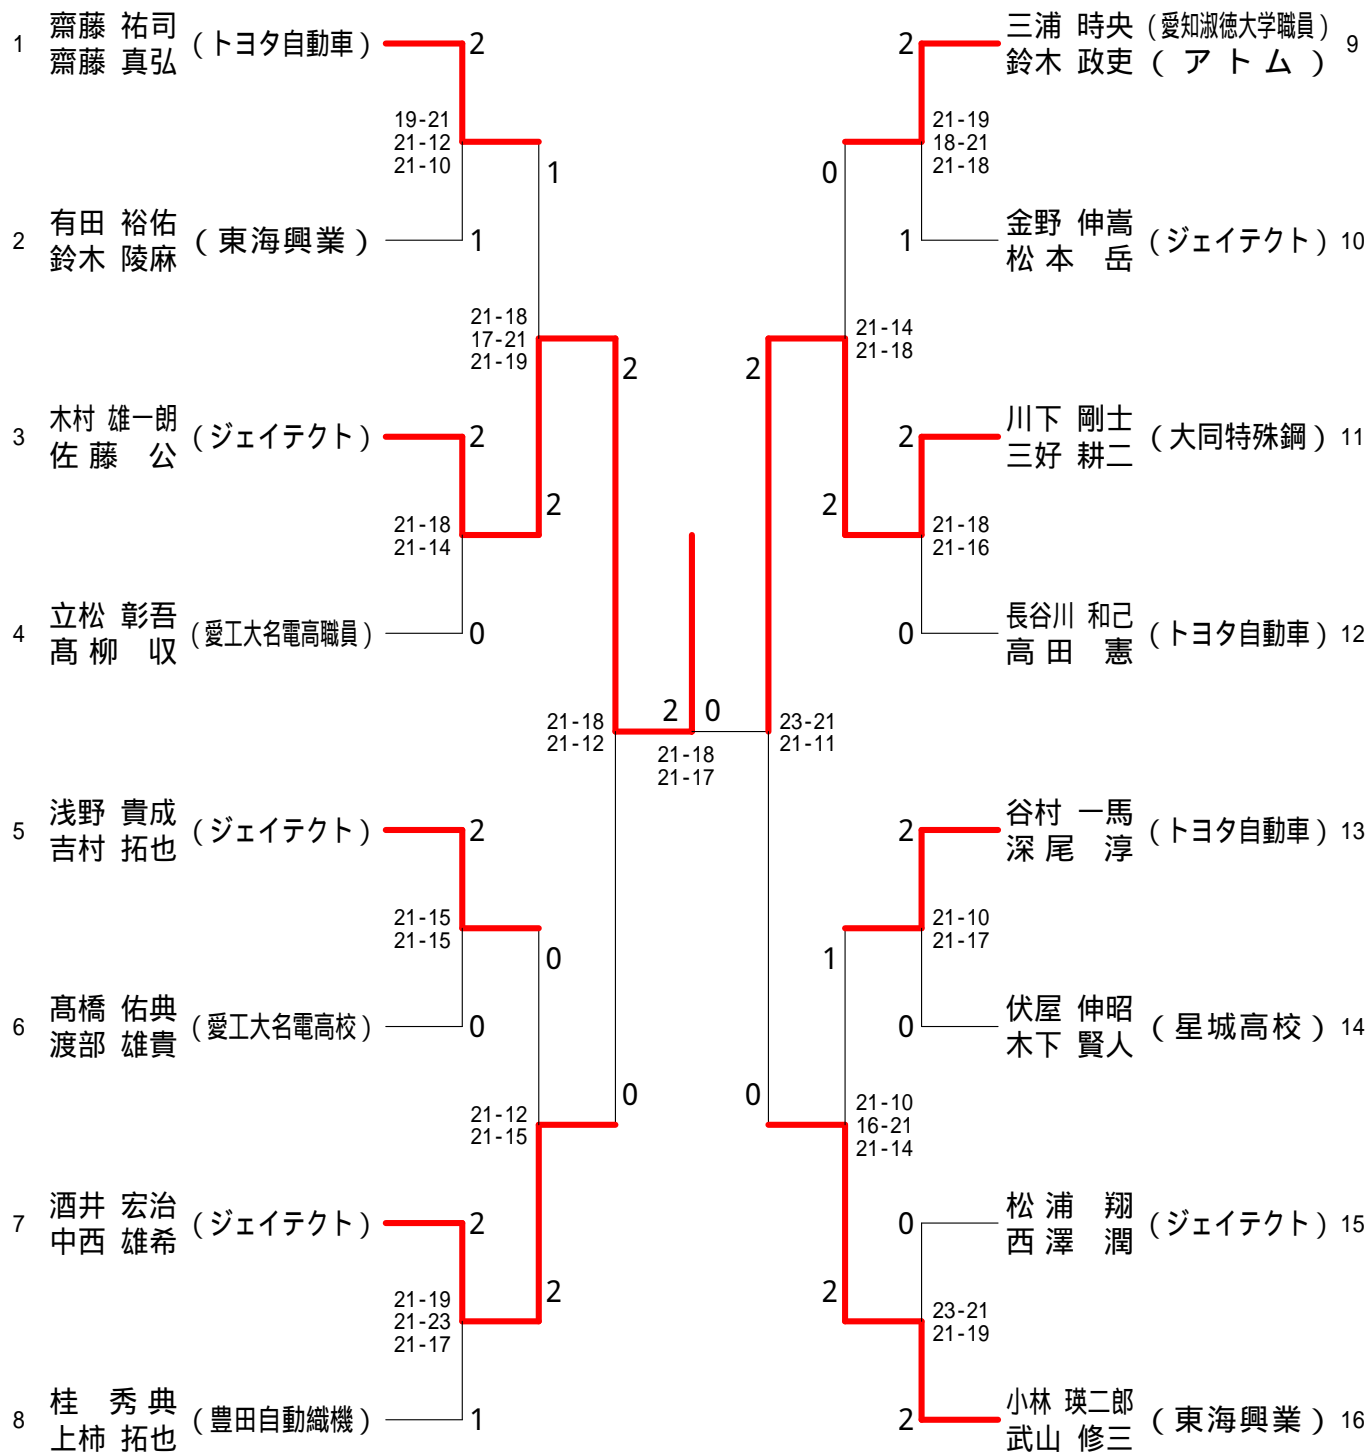 1 齋藤 祐司 (トヨタ自動車) 2
齋藤 真弘
19-21
21-12
21-10
1
2 有田 裕佑 (東海興業) 1
鈴木 陵麻
21-18
17-21
21-19
2
3 木村 雄一朗 (ジェイテクト) 2
佐藤 公
21-18
21-14
2
4 立松 彰吾 (愛工大名電高職員) 0
髙柳 収
21-18
21-12
5 浅野 貴成 (ジェイテクト) 2
吉村 拓也
21-15
21-15
0
6 髙橋 佑典 (愛工大名電高校) 0
渡部 雄貴
21-12
21-15
0
7 酒井 宏治 (ジェイテクト) 2
中西 雄希
21-19
21-23
21-17
2
8 桂 秀典 (豊田自動織機) 1
上柿 拓也
2 0
21-18
21-17
2 三浦 時央 (愛知淑徳大学職員) 9
鈴木 政吏 (アトム)
21-19
18-21
21-18
0
1 金野 伸嵩 (ジェイテクト) 10
松本 岳
21-14
21-18
2
2 川下 剛士 (大同特殊鋼) 11
三好 耕二
21-18
21-16
2
0 長谷川 和己 (トヨタ自動車) 12
高田 憲
23-21
21-11
2 谷村 一馬 (トヨタ自動車) 13
深尾 淳
21-10
21-17
1
0 伏屋 伸昭 (星城高校) 14
木下 賢人
21-10
16-21
21-14
0
0 松浦 翔 (ジェイテクト) 15
西澤 潤
23-21
21-19
2
2 小林 瑛二郎 (東海興業) 16
武山 修三